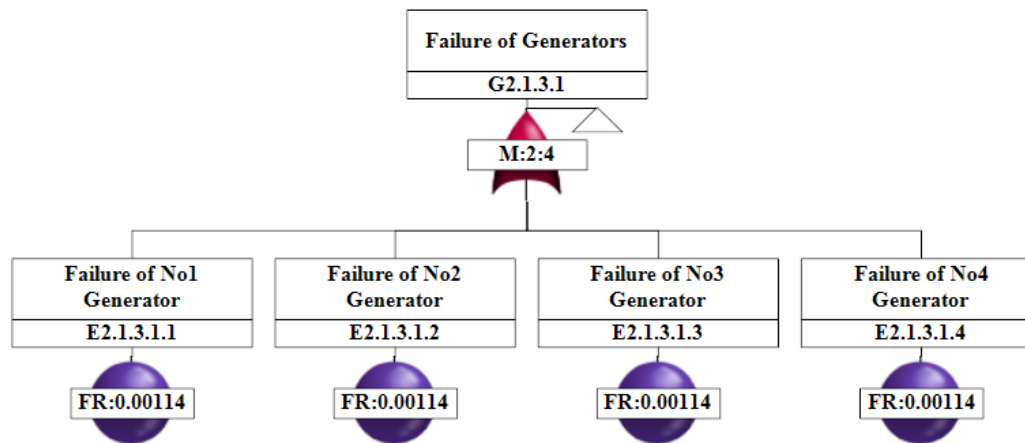 Failure of Generators
G2.1.3.1
M:2:4
Failure of No1
Generator
E2.1.3.1.1
FR:0.00114
Failure of No2
Generator
E2.1.3.1.2
FR:0.00114
Failure of No3
Generator
E2.1.3.1.3
FR:0.00114
Failure of No4
Generator
E2.1.3.1.4
FR:0.00114